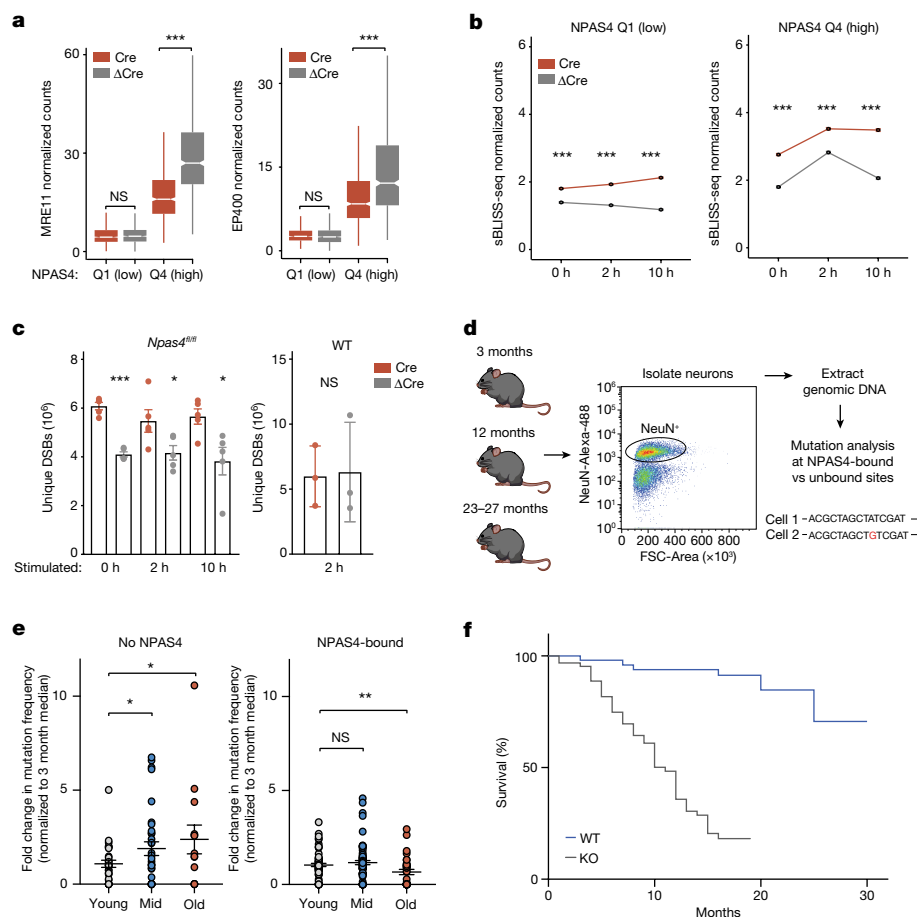 a
***
***
60
30
0
MRE11 normalized counts
Cre
ΔCre
NS
30
15
0
EP400 normalized counts
Cre
ΔCre
NS
NPAS4:
Q1 (low)
Q4 (high)
Q1 (low)
Q4 (high)
b
NPAS4 Q1 (low)
NPAS4 Q4 (high)
6
4
2
0
sBLISS-seq normalized counts
Cre
ΔCre
*** *** ***
0 h
2 h
10 h
6
4
2
0
sBLISS-seq normalized counts
*** *** ***
0 h
2 h
10 h
c
Npas4fl/fl
WT
8
6
4
2
0
Unique DSBs (10⁶)
***
*
*
Stimulated:
0 h
2 h
10 h
15
10
5
0
Unique DSBs (10⁶)
NS
Cre
ΔCre
2 h
d
3 months
12 months
23–27 months
Isolate neurons
NeuN-Alexa-488
10⁶
10⁵
10⁴
10³
10²
10¹
10⁰
NeuN⁺
0 200 400 600 800
FSC-Area (×10³)
Extract
genomic DNA
Mutation analysis
at NPAS4-bound
vs unbound sites
Cell 1 –ACGCTAGCTATCGAT –
Cell 2 –ACGCTAGCTGTCGAT –
e
No NPAS4
NPAS4-bound
Fold change in mutation frequency
(normalized to 3 month median)
10
5
0
*
*
Young
Mid
Old
Fold change in mutation frequency
(normalized to 3 month median)
10
5
0
**
NS
Young
Mid
Old
f
100
50
0
Survival (%)
WT
KO
0
10
20
30
Months